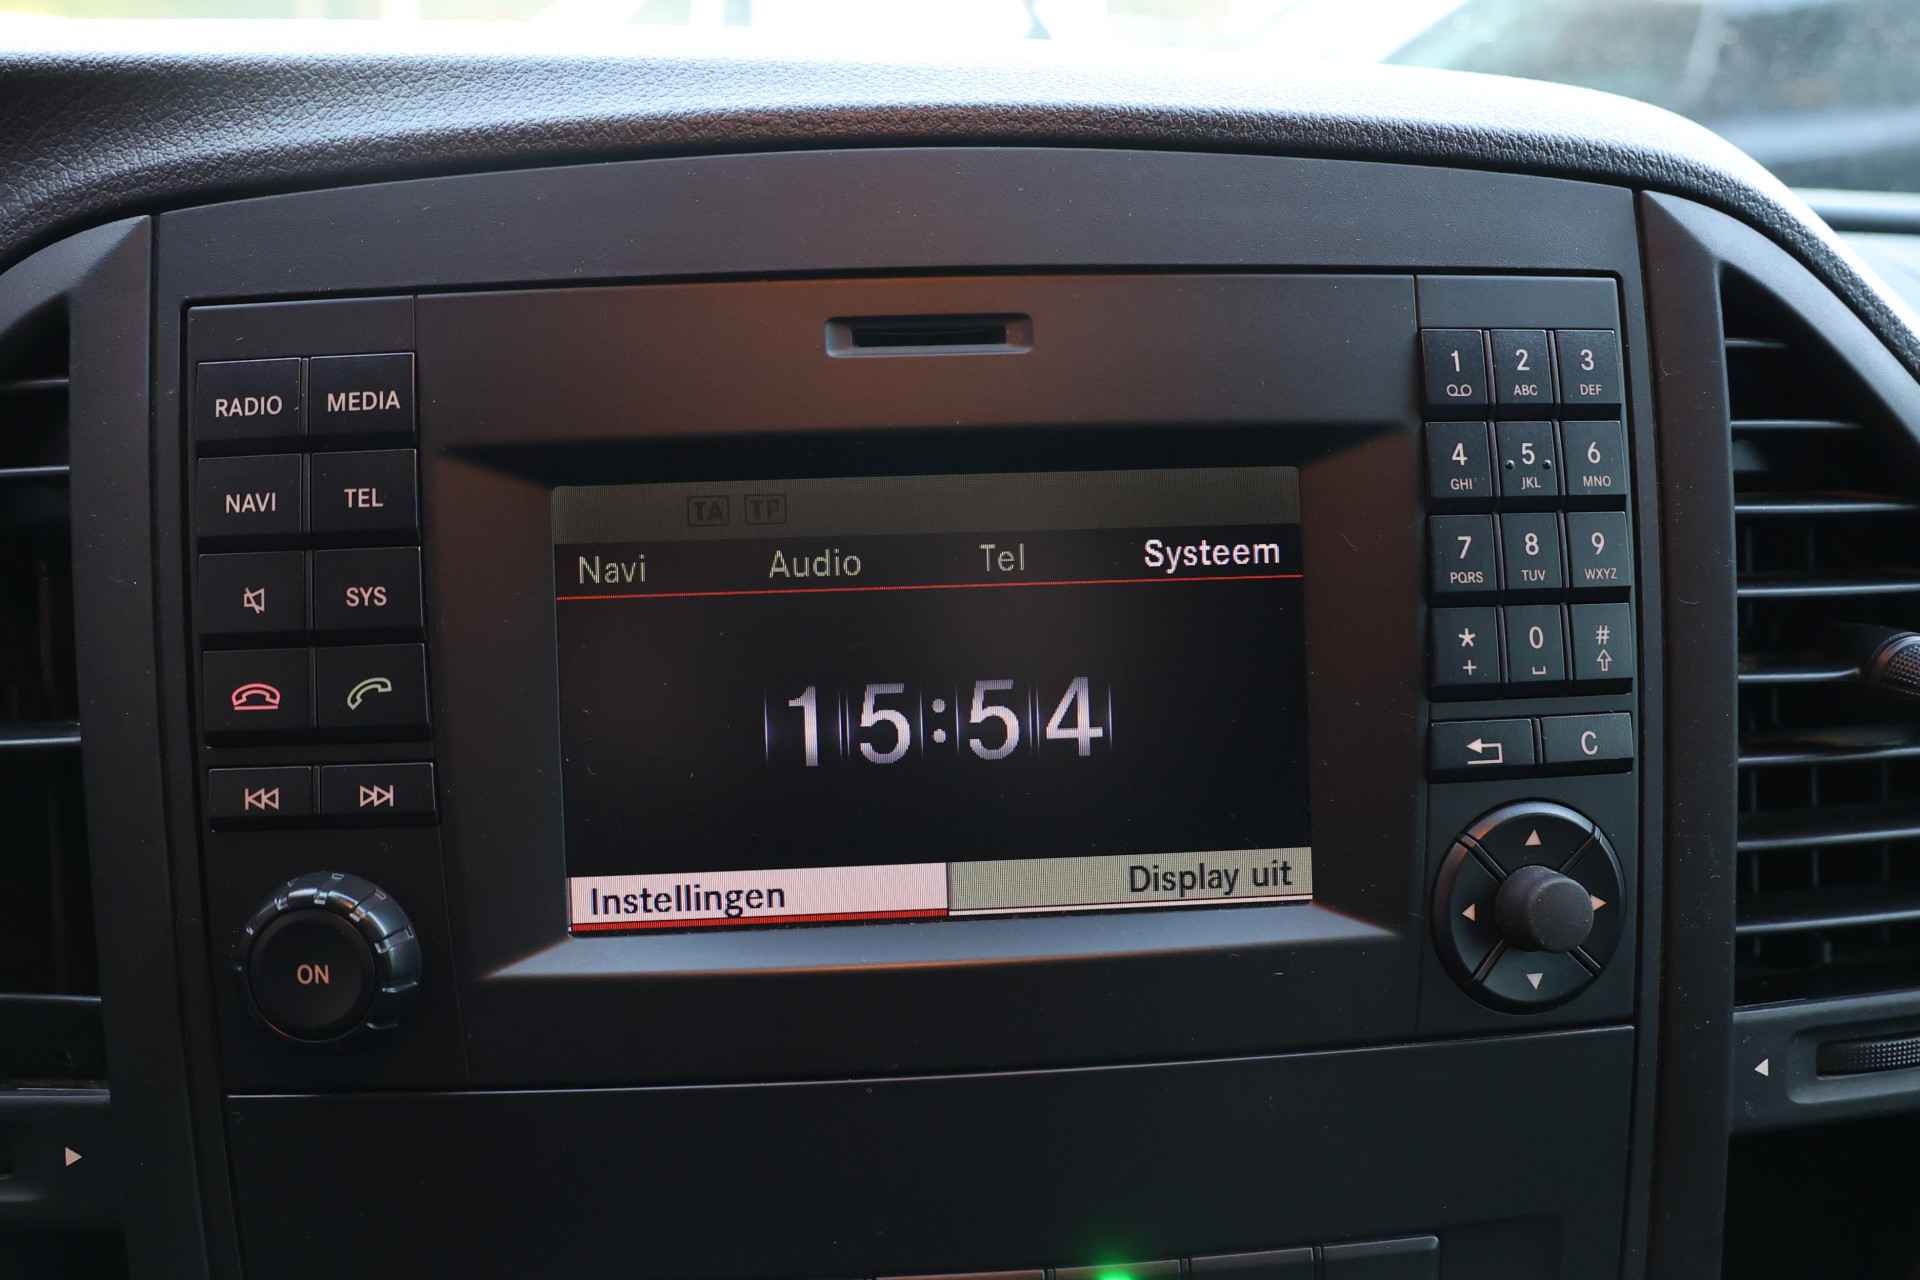 RADIO MEDIA
NAVI TEL
SYS
ON
TA TP
Navi Audio Tel Systeem
15:54
Instellingen Display uit
1 2 3
ABC DEF
4 5 6
GHI JKL MNO
7 8 9
PQRS TUV WXYZ
* 0 #
+
C